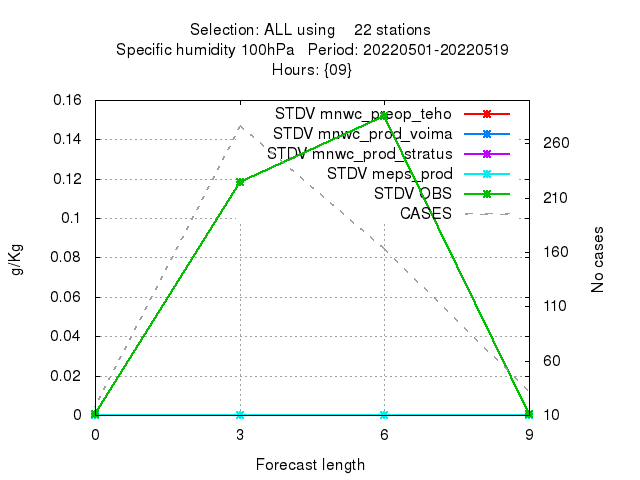 Selection: ALL using 22 stations
Specific humidity 100hPa Period: 20220501-20220519
Hours: {09}
STDV mnwc_preop_teho
STDV mnwc_prod_voima
STDV mnwc_prod_stratus
STDV meps_prod
STDV OBS
CASES
0.16
0.14
0.12
0.1
0.08
0.06
0.04
0.02
0
g/Kg
260
210
160
110
60
10
No cases
0 3 6 9
Forecast length